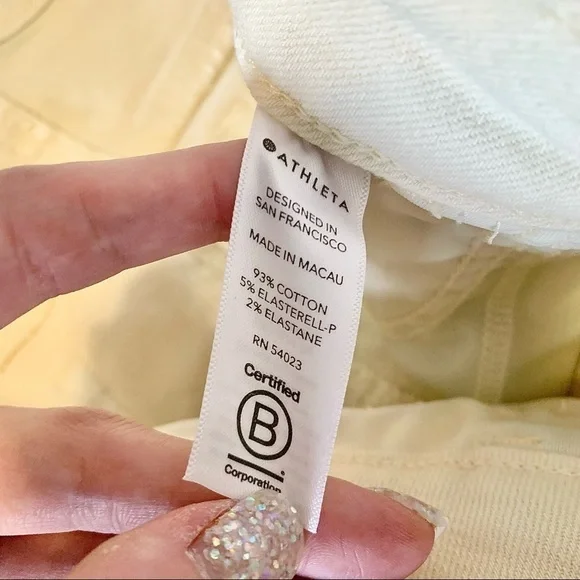 ATHLETA
DESIGNED IN
SAN FRANCISCO
MADE IN MACAU
93% COTTON
5% ELASTERELL-P
2% ELASTANE
RN 54023
Certified
B
Corporation